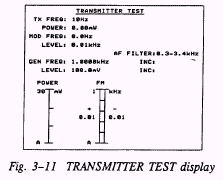 TRANSMITTER TEST
TX FREQ: 10Hz
POWER: 0.00mW
MOD FREQ: 0.0Hz
LEVEL: 0.01kHz
AF FILTER:0.3-3.4kHz
GEN FREQ: 1.0000kHz INC:
LEVEL: 100.0mV INC:
POWER FM
30 mW 1 kHz
+ -
0.01 0.01
A A
Fig. 3-11 TRANSMITTER TEST display